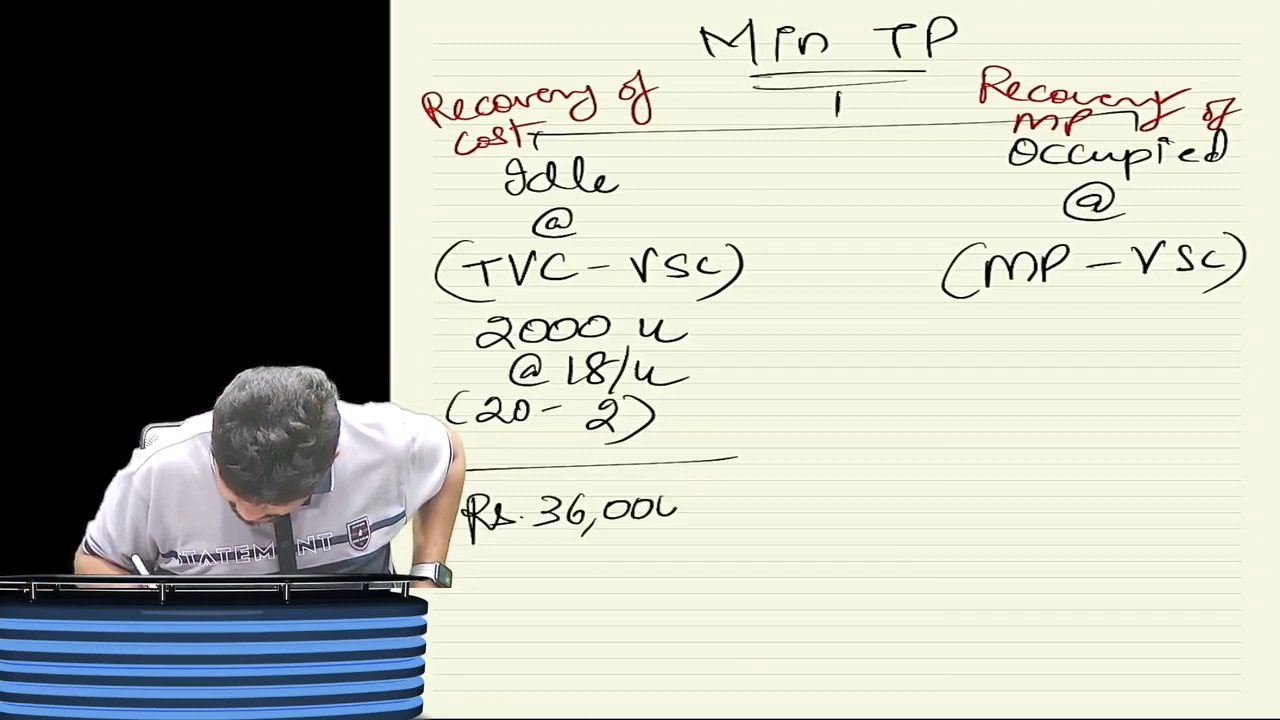 Min TP
Recovery of
cost
Idle
@
(TVC - VSC)
2000 u
@ 18/u
(20 - 2)
Rs. 36,000
Recovery of
MP
Occupied
@
(MP - VSC)
STATEMENT